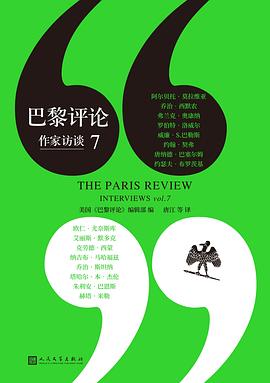 巴黎评论
作家访谈 7
阿尔贝托·莫拉维亚
乔治·西默农
弗兰克·奥康纳
罗伯特·洛威尔
威廉·S.巴勒斯
约翰·契弗
唐纳德·巴塞尔姆
约瑟夫·布罗茨基
THE PARIS REVIEW
INTERVIEWS vol.7
美国《巴黎评论》编辑部 编 唐江 等 译
欧仁·尤奈斯库
艾丽斯·默多克
克劳德·西蒙
纳吉布·马哈福兹
乔治·斯坦纳
塔哈尔·本·杰伦
朱利安·巴恩斯
赫塔·米勒
人民文学出版社